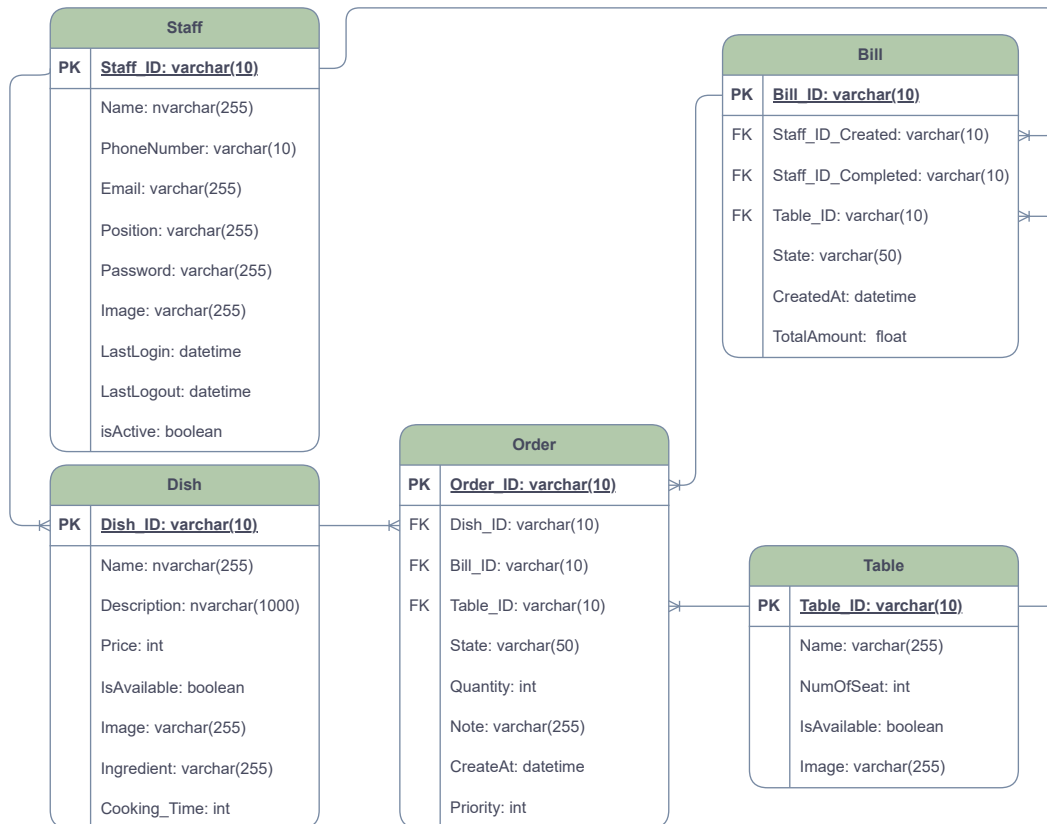 Staff
PK Staff_ID: varchar(10)
Name: nvarchar(255)
PhoneNumber: varchar(10)
Email: varchar(255)
Position: varchar(255)
Password: varchar(255)
Image: varchar(255)
LastLogin: datetime
LastLogout: datetime
isActive: boolean
Bill
PK Bill_ID: varchar(10)
FK Staff_ID_Created: varchar(10)
FK Staff_ID_Completed: varchar(10)
FK Table_ID: varchar(10)
State: varchar(50)
CreatedAt: datetime
TotalAmount: float
Dish
PK Dish_ID: varchar(10)
Name: nvarchar(255)
Description: nvarchar(1000)
Price: int
IsAvailable: boolean
Image: varchar(255)
Ingredient: varchar(255)
Cooking_Time: int
Order
PK Order_ID: varchar(10)
FK Dish_ID: varchar(10)
FK Bill_ID: varchar(10)
FK Table_ID: varchar(10)
State: varchar(50)
Quantity: int
Note: varchar(255)
CreateAt: datetime
Priority: int
Table
PK Table_ID: varchar(10)
Name: varchar(255)
NumOfSeat: int
IsAvailable: boolean
Image: varchar(255)